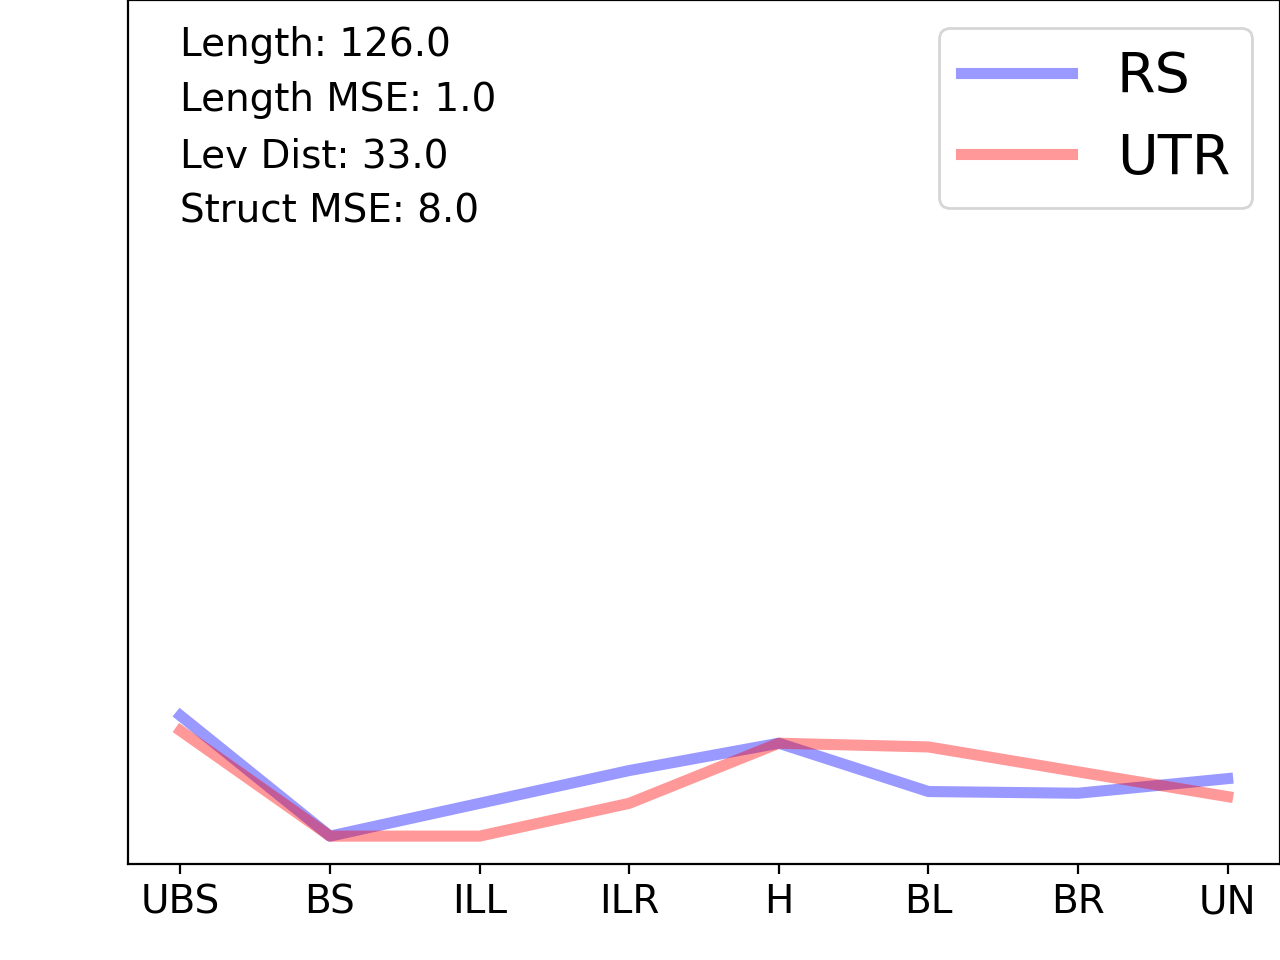 Length: 126.0
Length MSE: 1.0
Lev Dist: 33.0
Struct MSE: 8.0
RS
UTR
UBS BS ILL ILR H BL BR UN